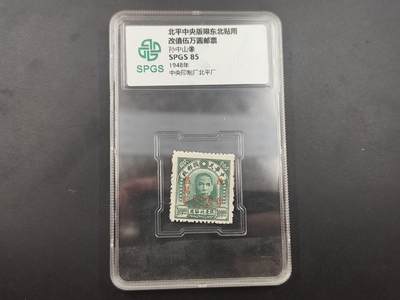 北平中央版限东北贴用
改值伍万圆邮票
孙中山像
SPGS 85
1948年
中央印制厂北平厂
SPGS